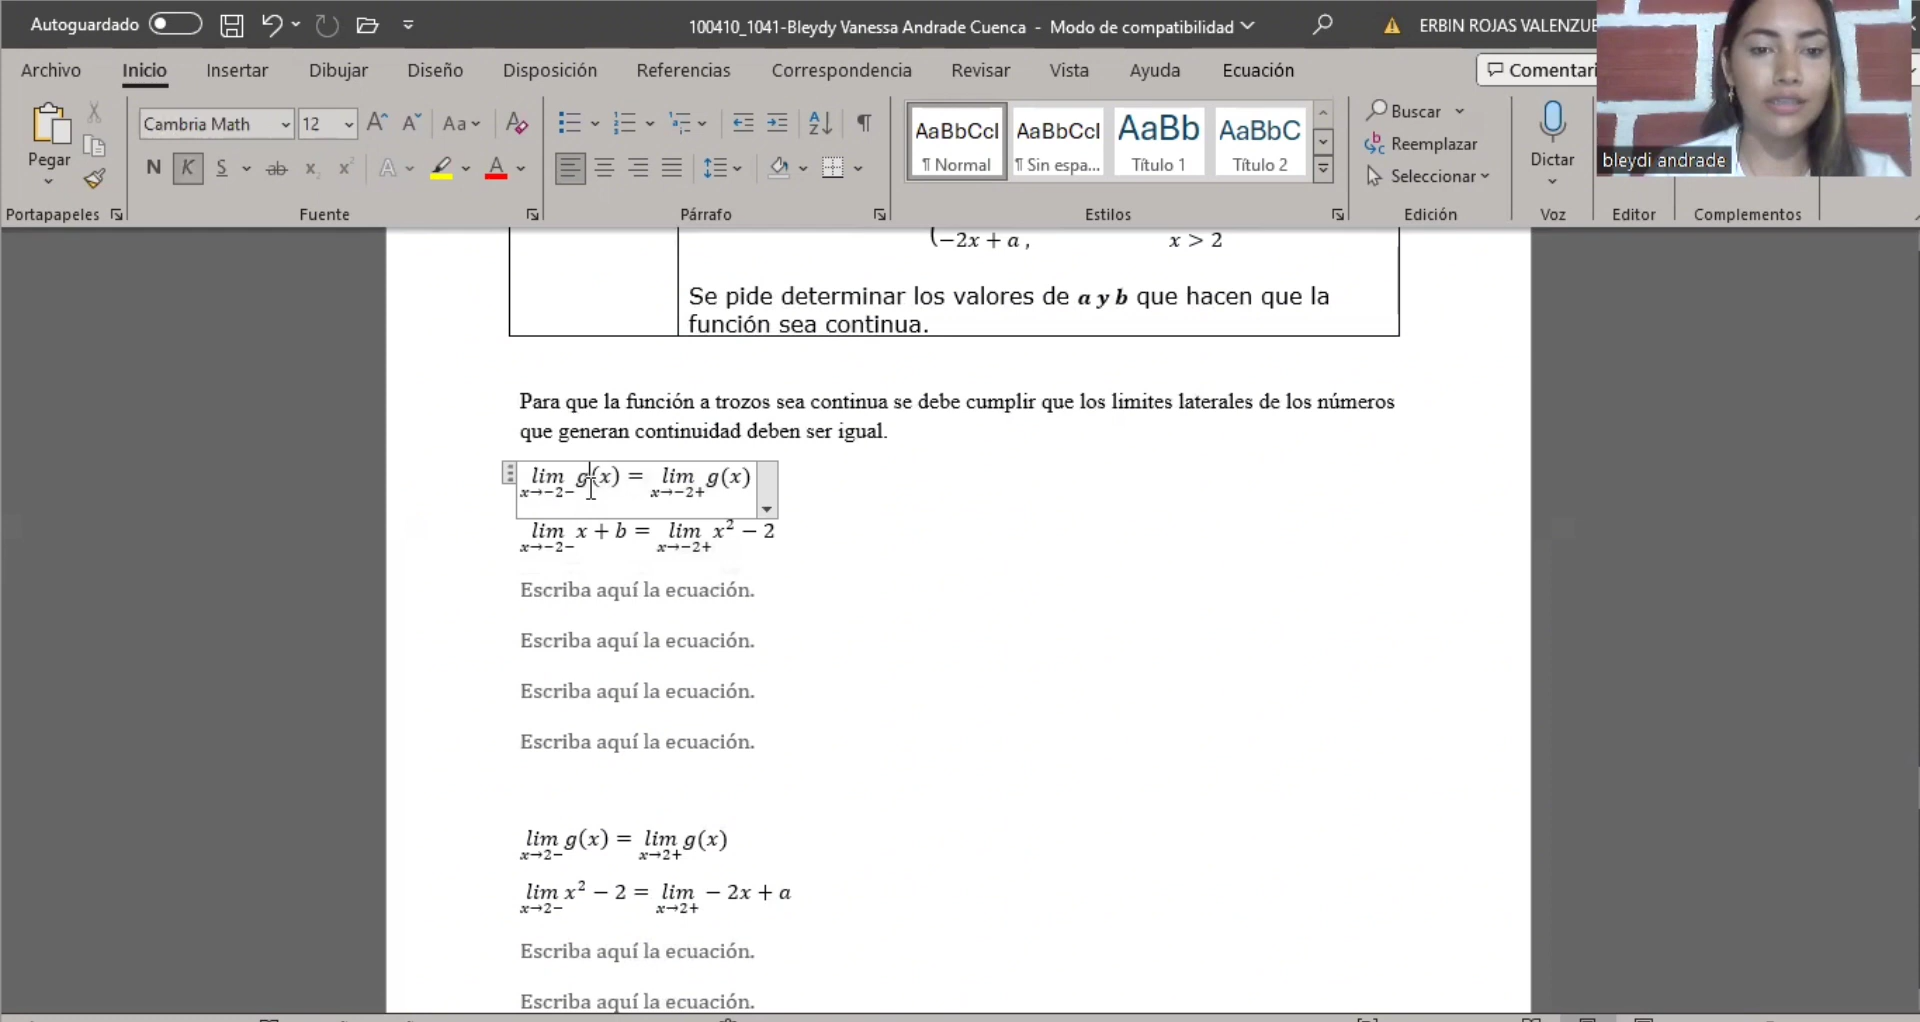 Autoguardado
100410_1041-Bleydy Vanessa Andrade Cuenca - Modo de compatibilidad
ERBIN ROJAS VALENZUE
Archivo Inicio Insertar Dibujar Diseño Disposición Referencias Correspondencia Revisar Vista Ayuda Ecuación Comentari
Pegar
Cambria Math 12
Aa
N K S ab x x² A A
AaBbCcI AaBbCcI AaBb AaBbC
¶ Normal ¶ Sin espa... Título 1 Título 2
Buscar
Reemplazar
Seleccionar
Dictar
bleydi andrade
Portapapeles Fuente Párrafo Estilos Edición Voz Editor Complementos
(−2x + a , x > 2
Se pide determinar los valores de a y b que hacen que la
función sea continua.
Para que la función a trozos sea continua se debe cumplir que los limites laterales de los números
que generan continuidad deben ser igual.
lim x→−2− g(x) = lim x→−2+ g(x)
lim x→−2− x + b = lim x→−2+ x² − 2
Escriba aquí la ecuación.
Escriba aquí la ecuación.
Escriba aquí la ecuación.
Escriba aquí la ecuación.
lim x→2− g(x) = lim x→2+ g(x)
lim x→2− x² − 2 = lim x→2+ − 2x + a
Escriba aquí la ecuación.
Escriba aquí la ecuación.